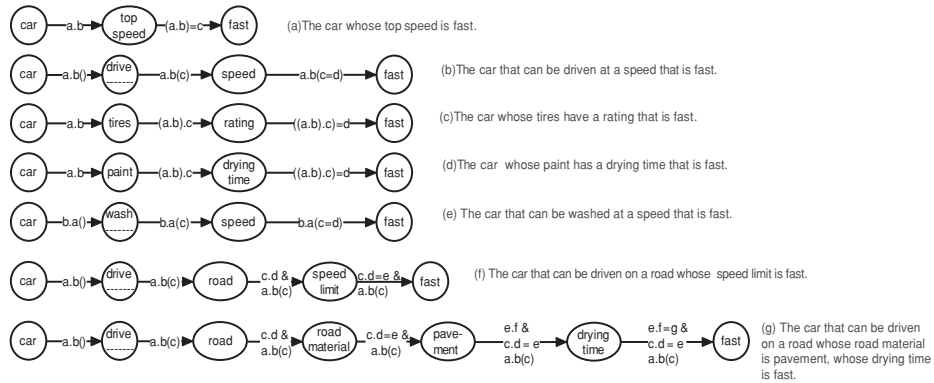 car a.b top speed (a.b)=c fast (a)The car whose top speed is fast.
car a.b() drive ------- a.b(c) speed a.b(c=d) fast (b)The car that can be driven at a speed that is fast.
car a.b tires (a.b).c rating ((a.b).c)=d fast (c)The car whose tires have a rating that is fast.
car a.b paint (a.b).c drying time ((a.b).c)=d fast (d)The car whose paint has a drying time that is fast.
car b.a() wash ------- b.a(c) speed b.a(c=d) fast (e) The car that can be washed at a speed that is fast.
car a.b() drive ------- a.b(c) road c.d & a.b(c) speed limit c.d=e & a.b(c) fast (f) The car that can be driven on a road whose speed limit is fast.
car a.b() drive ------- a.b(c) road c.d & a.b(c) road material c.d=e & a.b(c) pave-ment e.f & c.d = e a.b(c) drying time e.f=g & c.d = e a.b(c) fast
(g) The car that can be driven
on a road whose road material
is pavement, whose drying time
is fast.